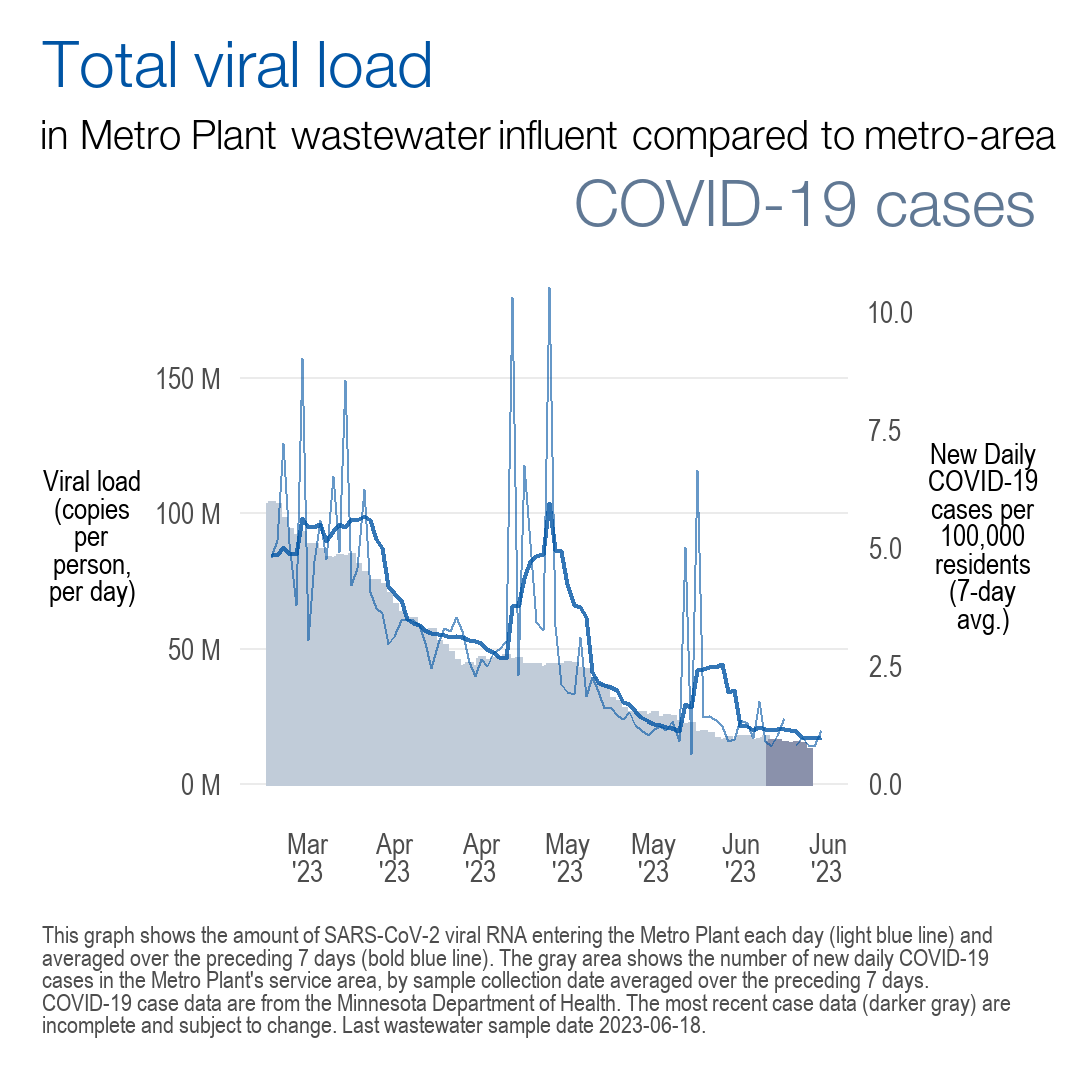 Total viral load
in Metro Plant wastewater influent compared to metro-area
COVID-19 cases
10.0
150 M
7.5
New Daily
COVID-19
cases per
100,000
residents
(7-day
avg.)
Viral load
(copies
per
person,
per day)
100 M
5.0
50 M
2.5
0 M
0.0
Mar
'23
Apr
'23
Apr
'23
May
'23
May
'23
Jun
'23
Jun
'23
This graph shows the amount of SARS-CoV-2 viral RNA entering the Metro Plant each day (light blue line) and
averaged over the preceding 7 days (bold blue line). The gray area shows the number of new daily COVID-19
cases in the Metro Plant's service area, by sample collection date averaged over the preceding 7 days.
COVID-19 case data are from the Minnesota Department of Health. The most recent case data (darker gray) are
incomplete and subject to change. Last wastewater sample date 2023-06-18.